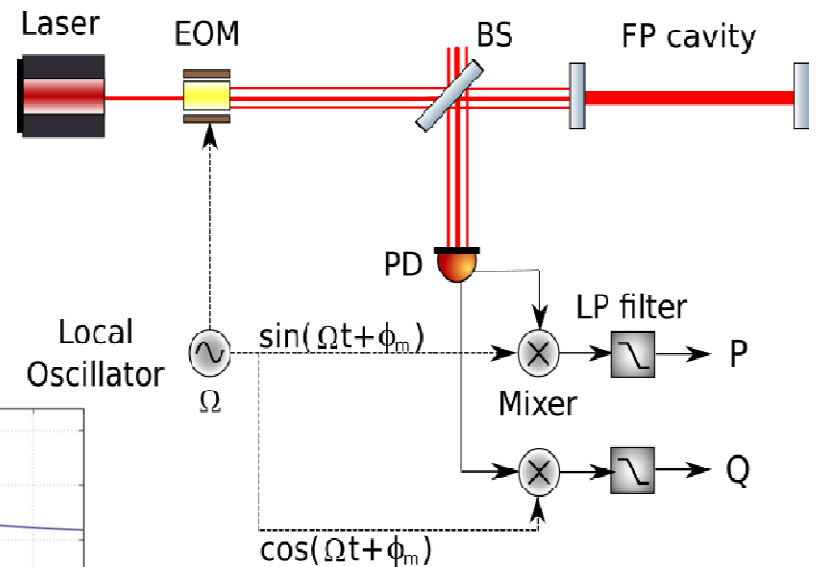 Laser
EOM
BS
FP cavity
PD
LP filter
Local
Oscillator
Ω
sin(Ωt+ϕm)
P
Mixer
Q
cos(Ωt+ϕm)